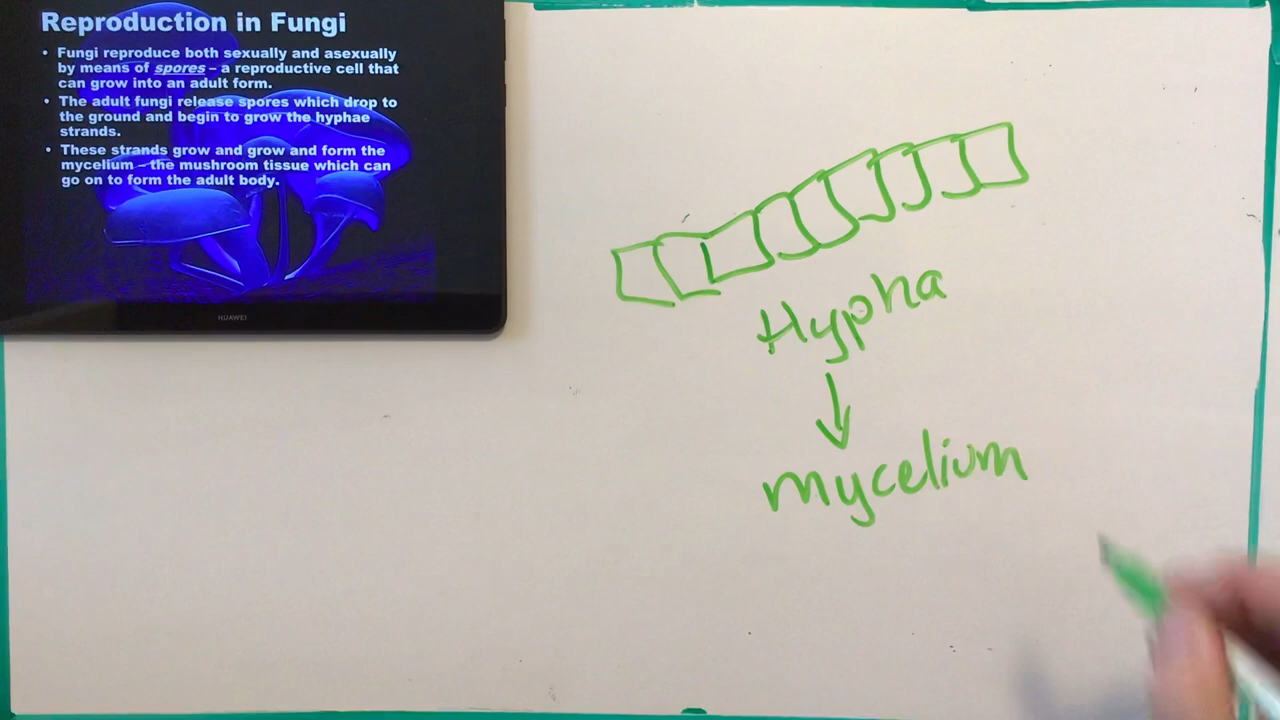 Reproduction in Fungi
• Fungi reproduce both sexually and asexually
by means of spores – a reproductive cell that
can grow into an adult form.
• The adult fungi release spores which drop to
the ground and begin to grow the hyphae
strands.
• These strands grow and grow and form the
mycelium – the mushroom tissue which can
go on to form the adult body.
HUAWEI
Hypha
mycelium